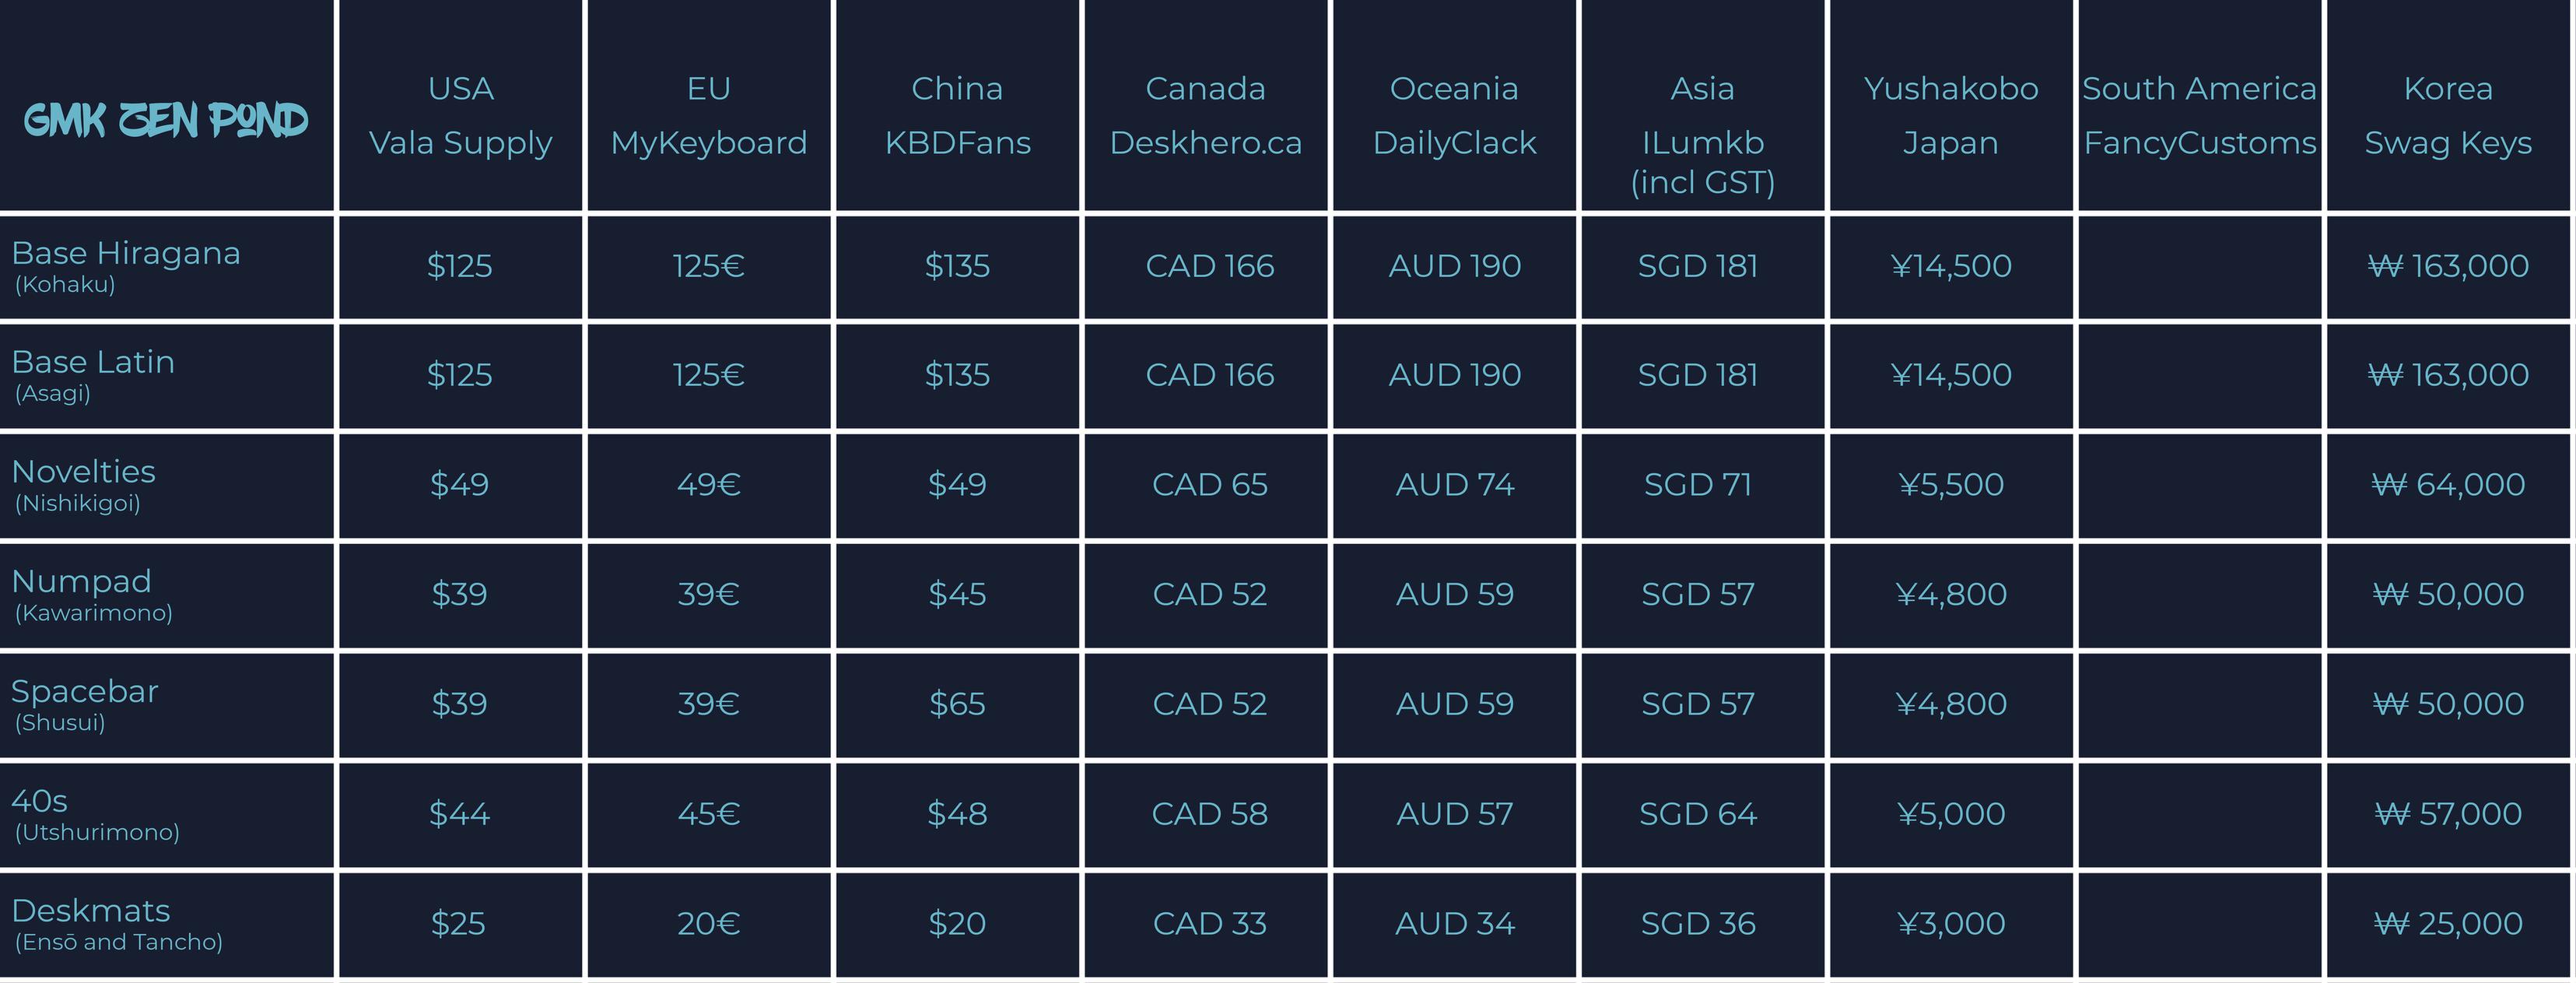 GMK ZEN POND
USA
Vala Supply
EU
MyKeyboard
China
KBDFans
Canada
Deskhero.ca
Oceania
DailyClack
Asia
ILumkb
(incl GST)
Yushakobo
Japan
South America
FancyCustoms
Korea
Swag Keys
Base Hiragana
(Kohaku)
$125
125€
$135
CAD 166
AUD 190
SGD 181
¥14,500
₩ 163,000
Base Latin
(Asagi)
$125
125€
$135
CAD 166
AUD 190
SGD 181
¥14,500
₩ 163,000
Novelties
(Nishikigoi)
$49
49€
$49
CAD 65
AUD 74
SGD 71
¥5,500
₩ 64,000
Numpad
(Kawarimono)
$39
39€
$45
CAD 52
AUD 59
SGD 57
¥4,800
₩ 50,000
Spacebar
(Shusui)
$39
39€
$65
CAD 52
AUD 59
SGD 57
¥4,800
₩ 50,000
40s
(Utshurimono)
$44
45€
$48
CAD 58
AUD 57
SGD 64
¥5,000
₩ 57,000
Deskmats
(Ensō and Tancho)
$25
20€
$20
CAD 33
AUD 34
SGD 36
¥3,000
₩ 25,000